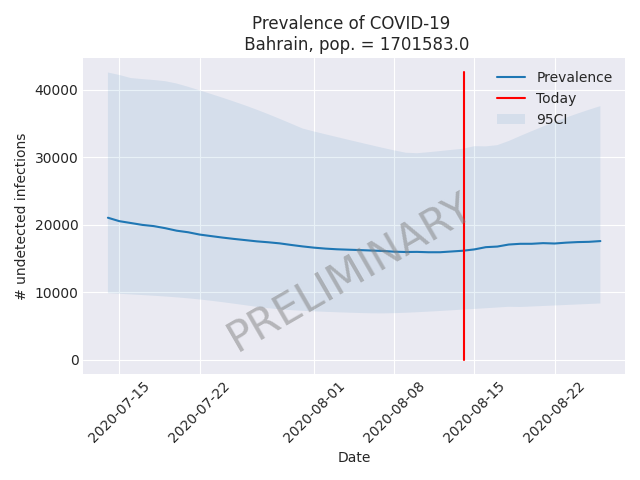 Prevalence of COVID-19
Bahrain, pop. = 1701583.0
Prevalence
Today
95CI
# undetected infections
40000
30000
20000
10000
0
PRELIMINARY
2020-07-15
2020-07-22
2020-08-01
2020-08-08
2020-08-15
2020-08-22
Date